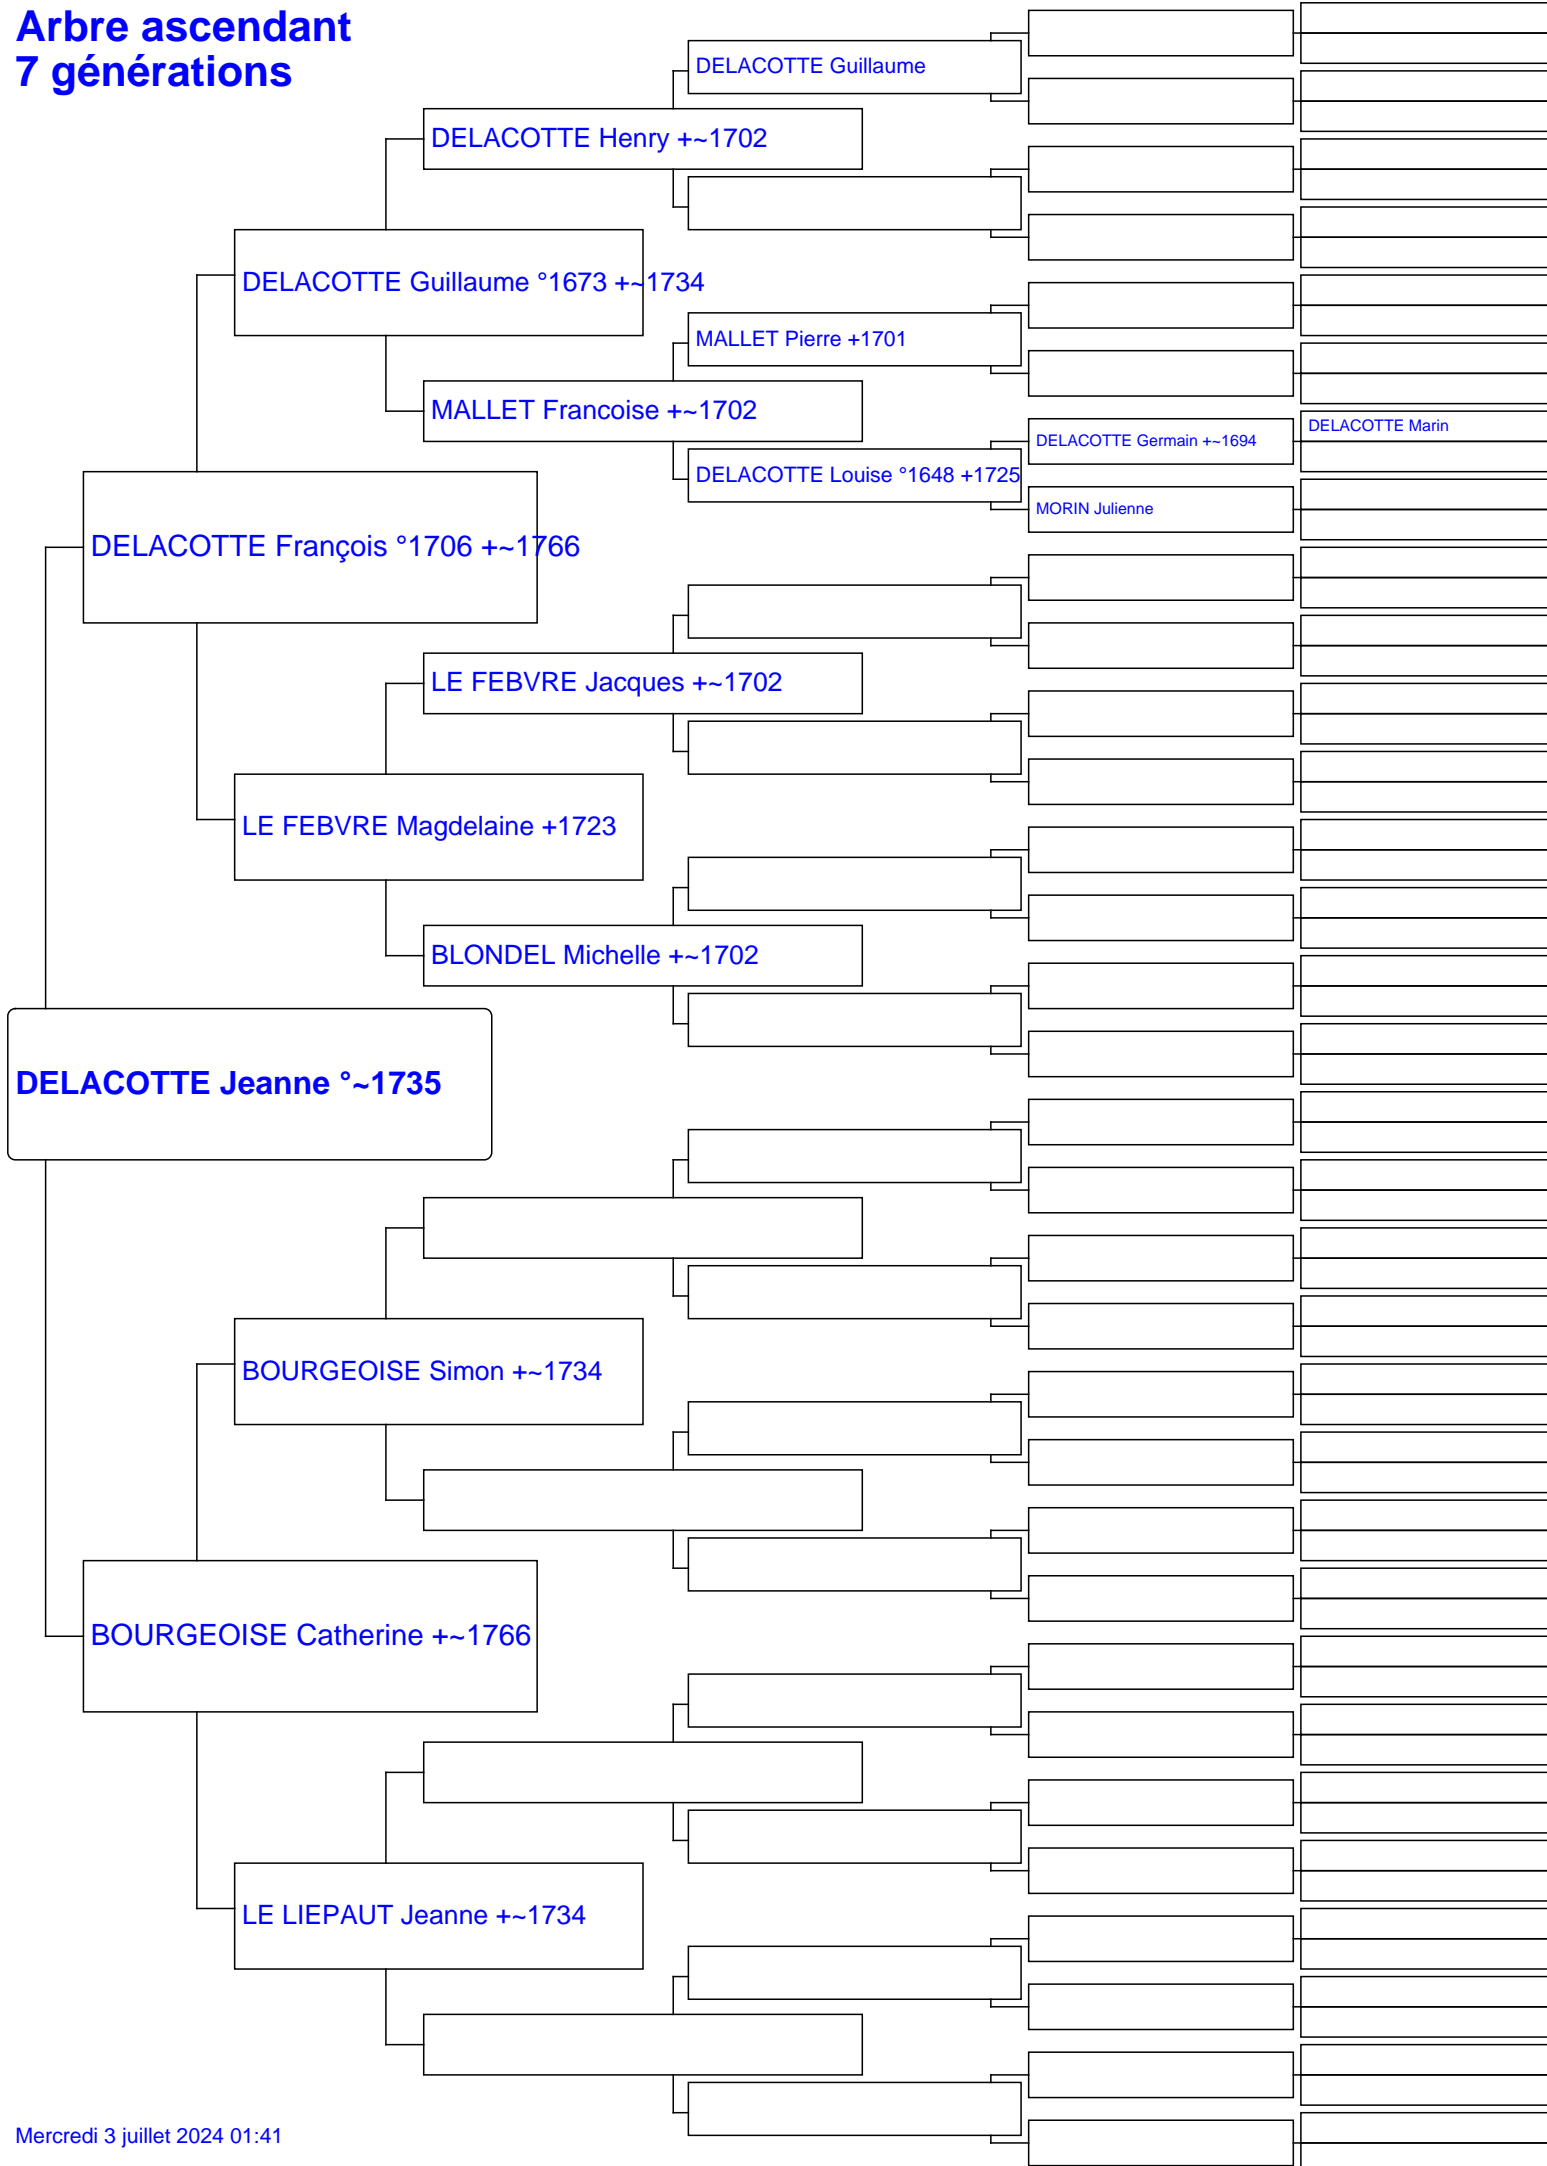 Arbre ascendant
7 générations
DELACOTTE Guillaume
DELACOTTE Henry +~1702
DELACOTTE Guillaume °1673 +~1734
MALLET Pierre +1701
MALLET Francoise +~1702
DELACOTTE Marin
DELACOTTE Germain +~1694
DELACOTTE Louise °1648 +1725
MORIN Julienne
DELACOTTE François °1706 +~1766
LE FEBVRE Jacques +~1702
LE FEBVRE Magdelaine +1723
BLONDEL Michelle +~1702
DELACOTTE Jeanne °~1735
BOURGEOISE Simon +~1734
BOURGEOISE Catherine +~1766
LE LIEPAUT Jeanne +~1734
Mercredi 3 juillet 2024 01:41